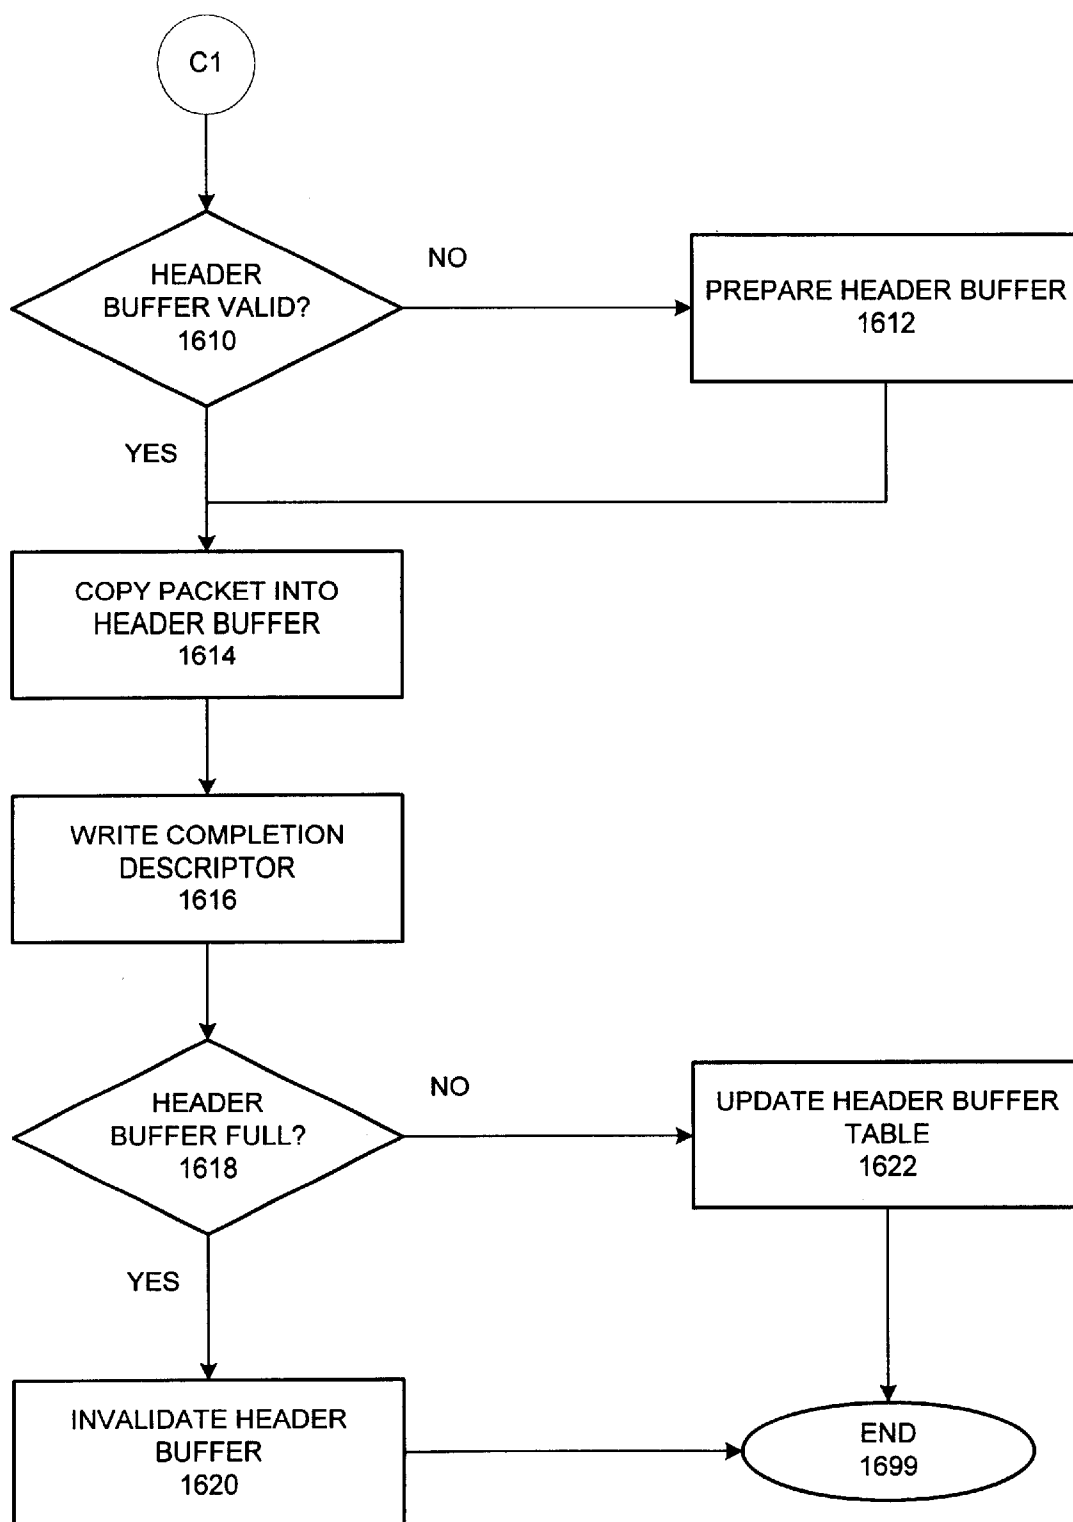 C1
HEADER
BUFFER VALID?
1610
NO
PREPARE HEADER BUFFER
1612
YES
COPY PACKET INTO
HEADER BUFFER
1614
WRITE COMPLETION
DESCRIPTOR
1616
HEADER
BUFFER FULL?
1618
NO
UPDATE HEADER BUFFER
TABLE
1622
YES
INVALIDATE HEADER
BUFFER
1620
END
1699